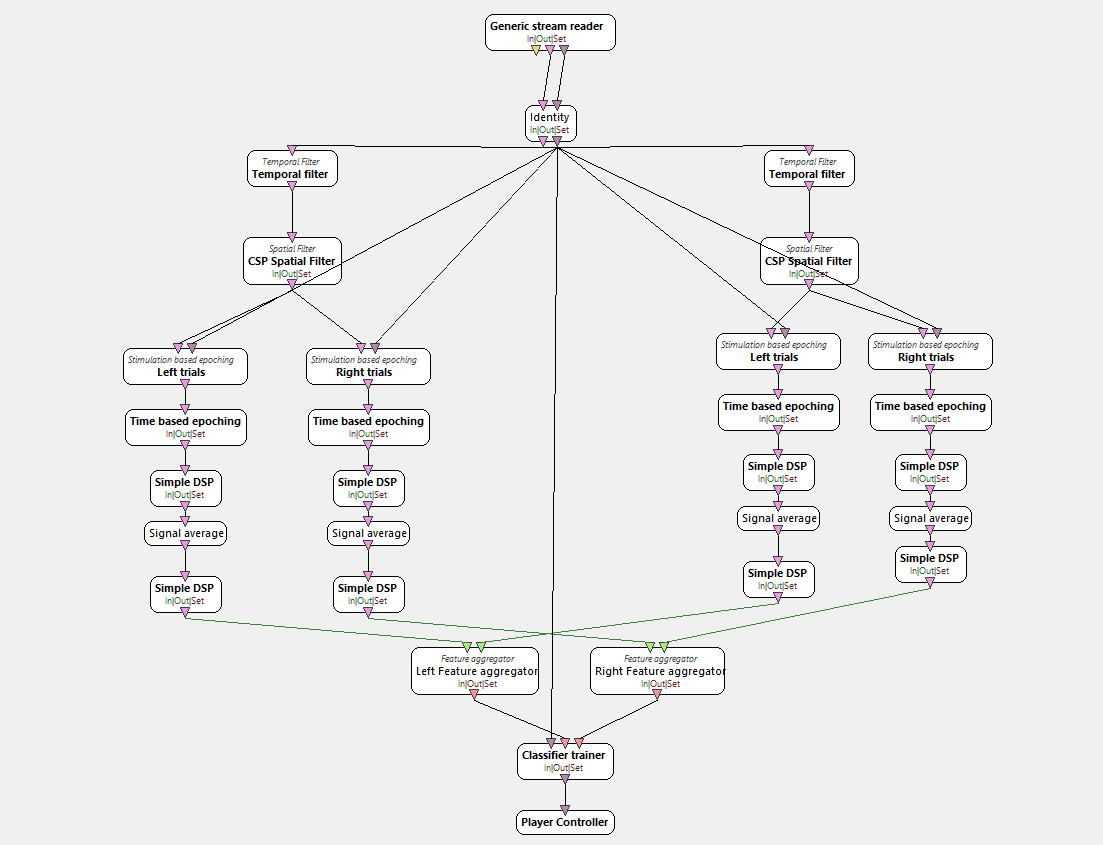 Generic stream reader
In|Out|Set
Identity
In|Out|Set
Temporal Filter
Temporal filter
Temporal Filter
Temporal filter
Spatial Filter
CSP Spatial Filter
In|Out|Set
Spatial Filter
CSP Spatial Filter
In|Out|Set
Stimulation based epoching
Left trials
Stimulation based epoching
Right trials
Stimulation based epoching
Left trials
Stimulation based epoching
Right trials
Time based epoching
In|Out|Set
Time based epoching
In|Out|Set
Time based epoching
In|Out|Set
Time based epoching
In|Out|Set
Simple DSP
In|Out|Set
Simple DSP
In|Out|Set
Simple DSP
In|Out|Set
Simple DSP
In|Out|Set
Signal average
Signal average
Signal average
Signal average
Simple DSP
In|Out|Set
Simple DSP
In|Out|Set
Simple DSP
In|Out|Set
Simple DSP
In|Out|Set
Feature aggregator
Left Feature aggregator
In|Out|Set
Feature aggregator
Right Feature aggregator
In|Out|Set
Classifier trainer
In|Out|Set
Player Controller